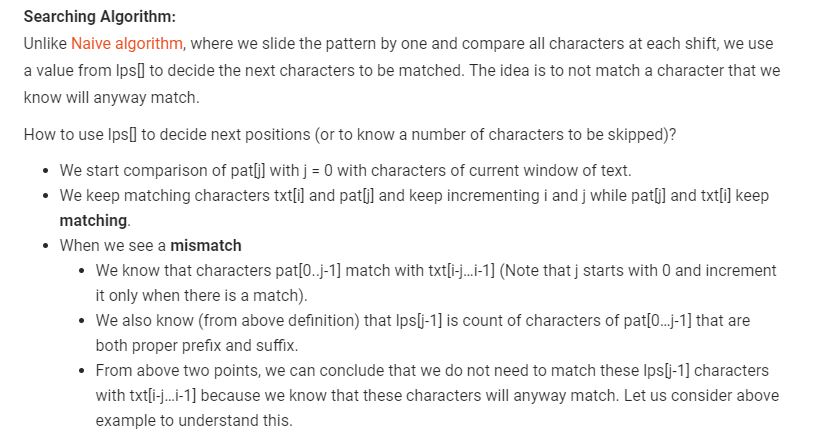 Searching Algorithm:
Unlike Naive algorithm, where we slide the pattern by one and compare all characters at each shift, we use
a value from lps[] to decide the next characters to be matched. The idea is to not match a character that we
know will anyway match.
How to use lps[] to decide next positions (or to know a number of characters to be skipped)?
• We start comparison of pat[j] with j = 0 with characters of current window of text.
• We keep matching characters txt[i] and pat[j] and keep incrementing i and j while pat[j] and txt[i] keep
matching.
• When we see a mismatch
• We know that characters pat[0..j-1] match with txt[i-j…i-1] (Note that j starts with 0 and increment
it only when there is a match).
• We also know (from above definition) that lps[j-1] is count of characters of pat[0…j-1] that are
both proper prefix and suffix.
• From above two points, we can conclude that we do not need to match these lps[j-1] characters
with txt[i-j…i-1] because we know that these characters will anyway match. Let us consider above
example to understand this.